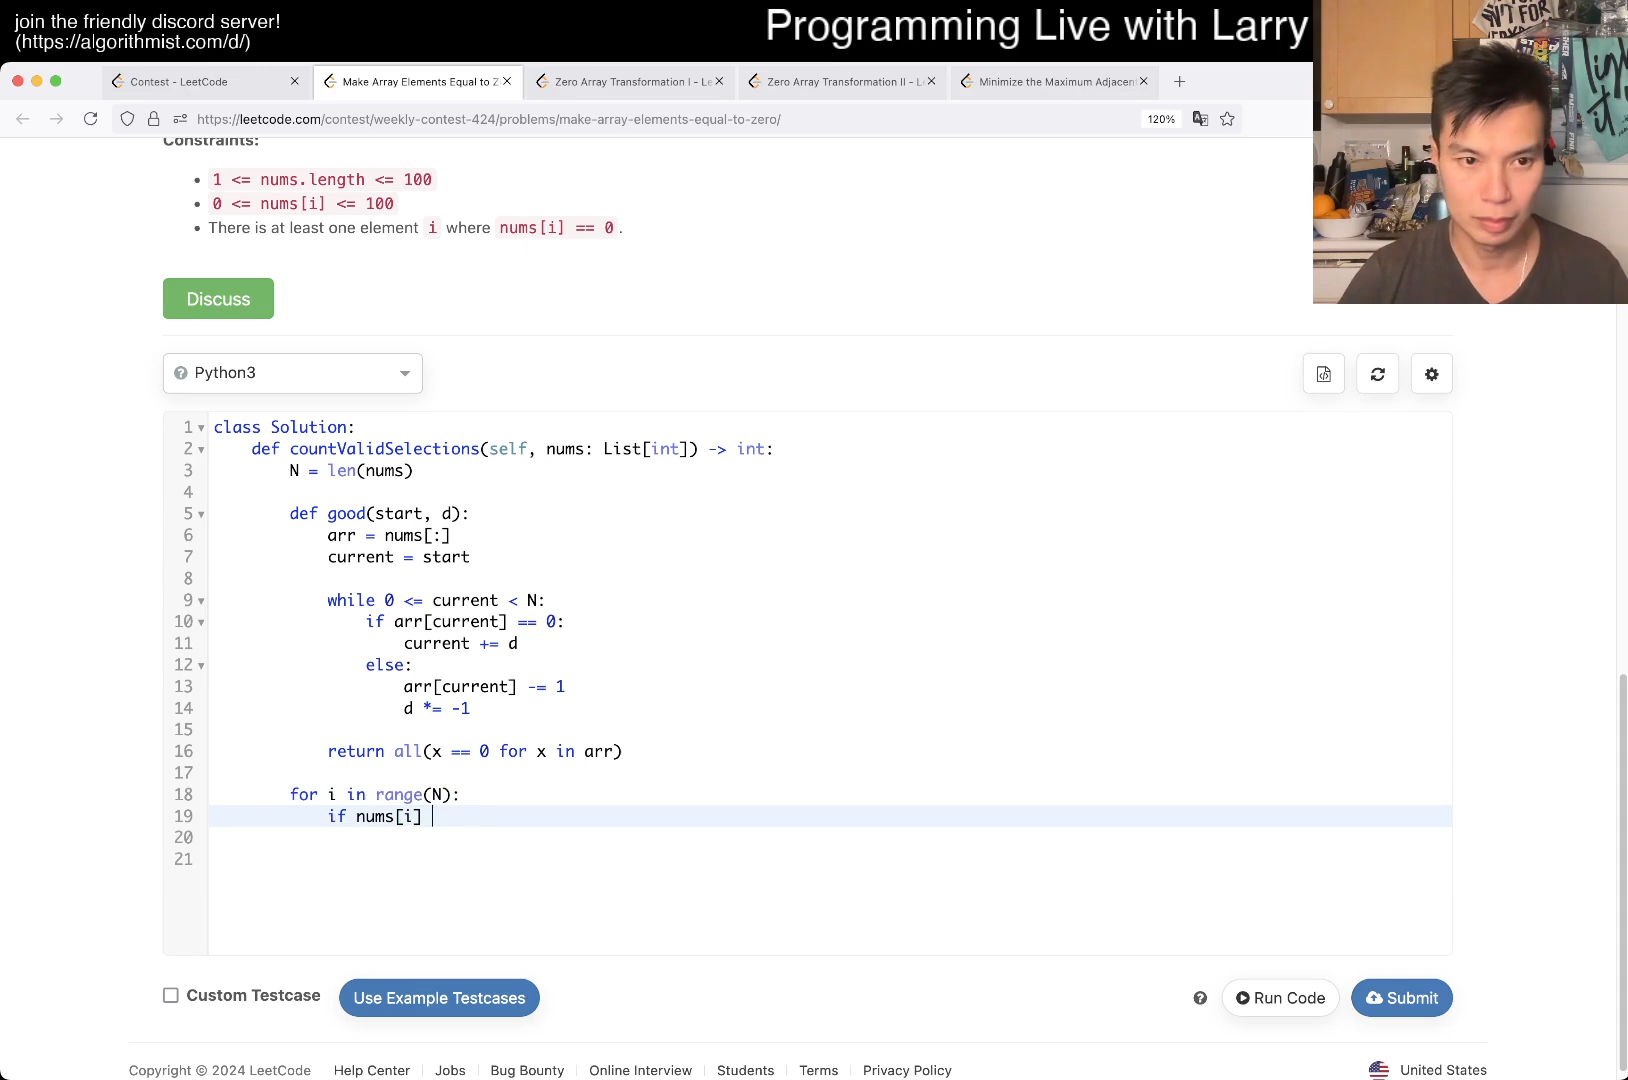 join the friendly discord server!
(https://algorithmist.com/d/)
Programming Live with Larry
Contest - LeetCode
Make Array Elements Equal to Z
Zero Array Transformation I - Le
Zero Array Transformation II - L
Minimize the Maximum Adjacen
https://leetcode.com/contest/weekly-contest-424/problems/make-array-elements-equal-to-zero/
120%
Constraints:
1 <= nums.length <= 100
0 <= nums[i] <= 100
There is at least one element i where nums[i] == 0.
Discuss
Python3
1 class Solution:
2     def countValidSelections(self, nums: List[int]) -> int:
3         N = len(nums)
4
5         def good(start, d):
6             arr = nums[:]
7             current = start
8
9             while 0 <= current < N:
10                 if arr[current] == 0:
11                     current += d
12                 else:
13                     arr[current] -= 1
14                     d *= -1
15
16             return all(x == 0 for x in arr)
17
18         for i in range(N):
19             if nums[i]
20
21
Custom Testcase
Use Example Testcases
Run Code
Submit
Copyright © 2024 LeetCode
Help Center
Jobs
Bug Bounty
Online Interview
Students
Terms
Privacy Policy
United States